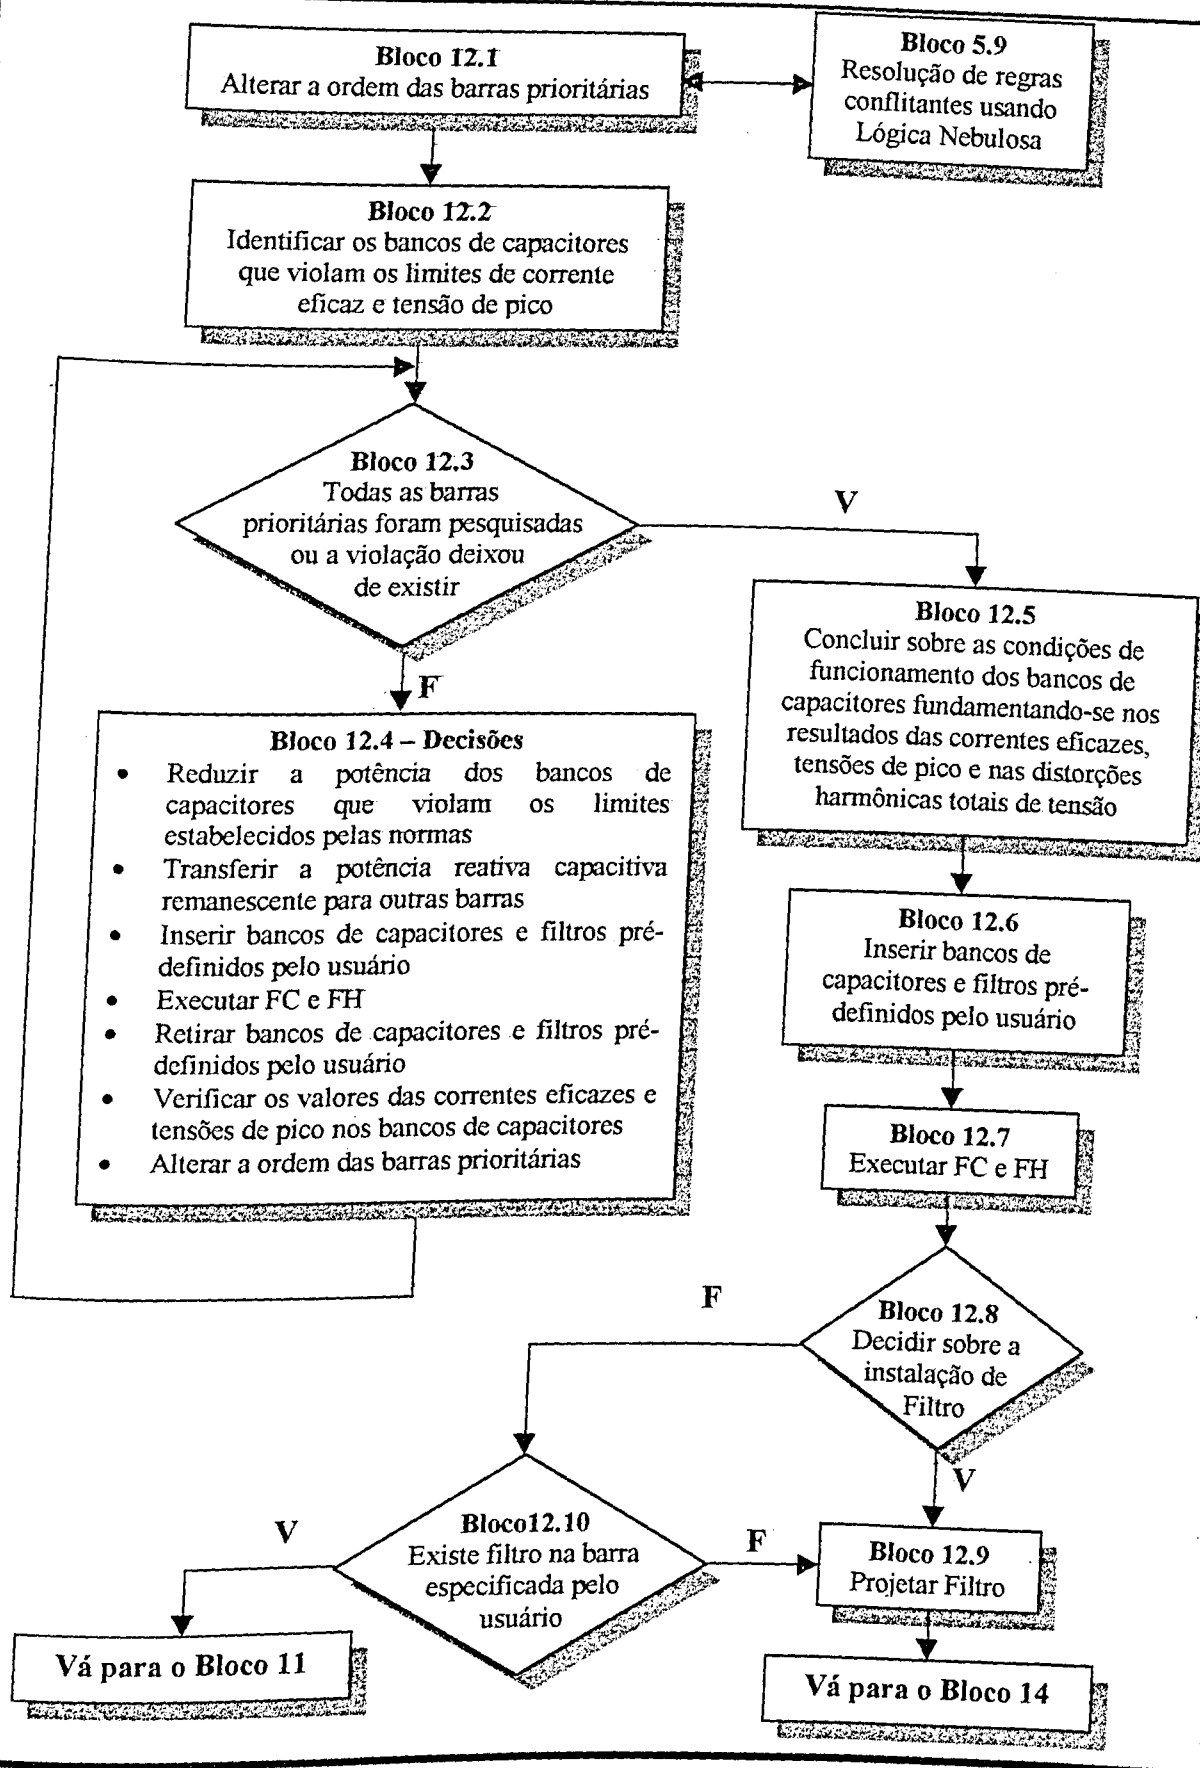 Bloco 12.1
Alterar a ordem das barras prioritárias
Bloco 5.9
Resolução de regras
conflitantes usando
Lógica Nebulosa
Bloco 12.2
Identificar os bancos de capacitores
que violam os limites de corrente
eficaz e tensão de pico
Bloco 12.3
Todas as barras
prioritárias foram pesquisadas
ou a violação deixou
de existir
V
F
Bloco 12.4 – Decisões
• Reduzir a potência dos bancos de
capacitores que violam os limites
estabelecidos pelas normas
• Transferir a potência reativa capacitiva
remanescente para outras barras
• Inserir bancos de capacitores e filtros pré-
definidos pelo usuário
• Executar FC e FH
• Retirar bancos de capacitores e filtros pré-
definidos pelo usuário
• Verificar os valores das correntes eficazes e
tensões de pico nos bancos de capacitores
• Alterar a ordem das barras prioritárias
Bloco 12.5
Concluir sobre as condições de
funcionamento dos bancos de
capacitores fundamentando-se nos
resultados das correntes eficazes,
tensões de pico e nas distorções
harmônicas totais de tensão
Bloco 12.6
Inserir bancos de
capacitores e filtros pré-
definidos pelo usuário
Bloco 12.7
Executar FC e FH
Bloco 12.8
Decidir sobre a
instalação de
Filtro
F
V
Bloco12.10
Existe filtro na barra
especificada pelo
usuário
V
F
Bloco 12.9
Projetar Filtro
Vá para o Bloco 11
Vá para o Bloco 14